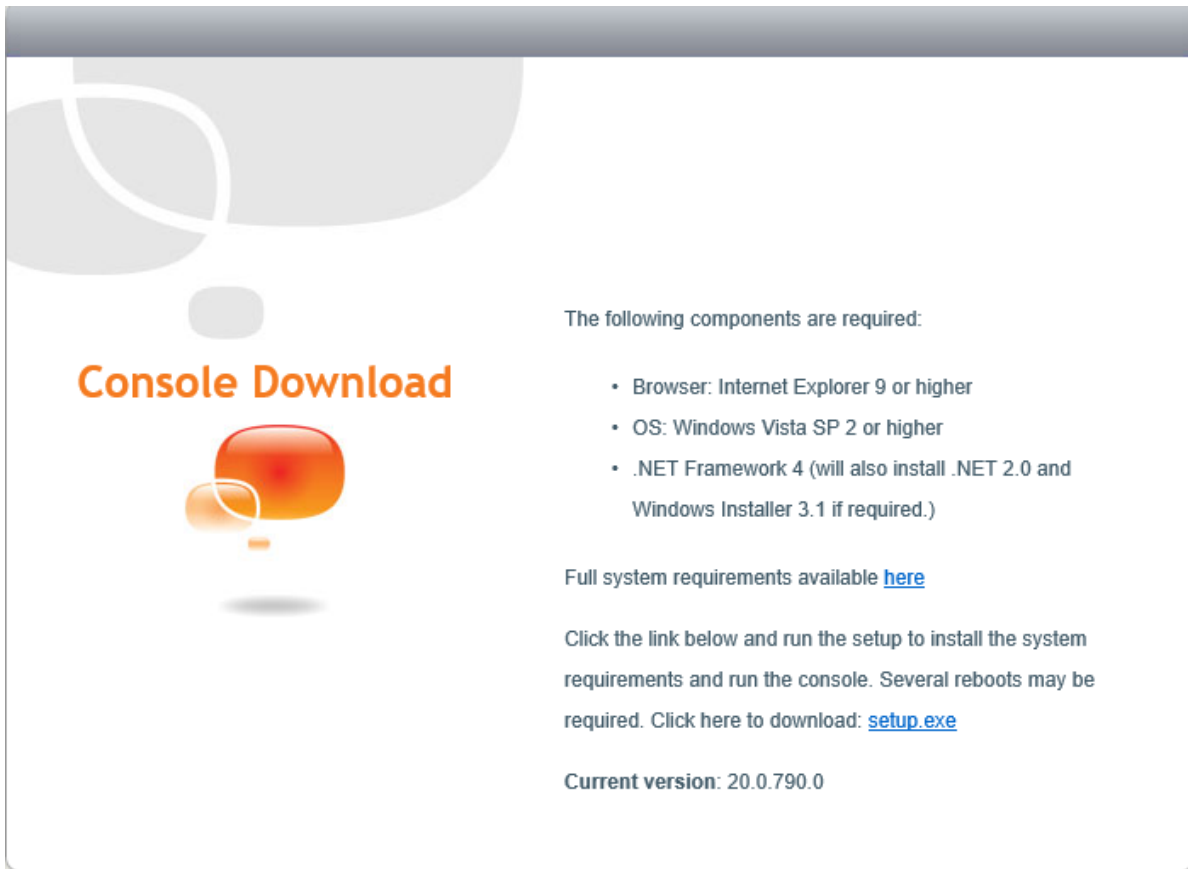 Console Download
The following components are required:
• Browser: Internet Explorer 9 or higher
• OS: Windows Vista SP 2 or higher
• .NET Framework 4 (will also install .NET 2.0 and
Windows Installer 3.1 if required.)
Full system requirements available here
Click the link below and run the setup to install the system
requirements and run the console. Several reboots may be
required. Click here to download: setup.exe
Current version: 20.0.790.0